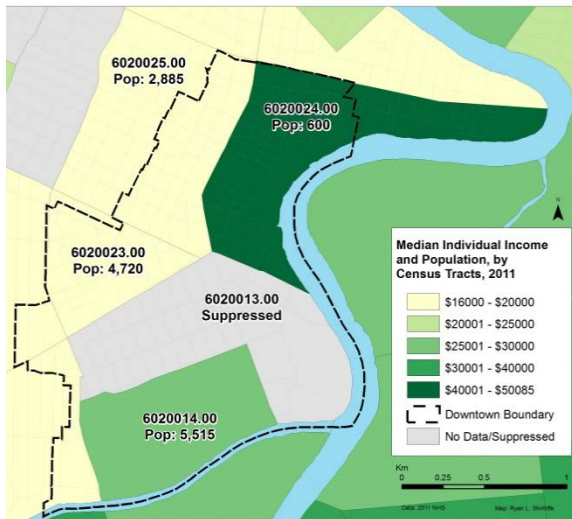 6020025.00
Pop: 2,885
6020024.00
Pop: 600
6020023.00
Pop: 4,720
6020013.00
Suppressed
6020014.00
Pop: 5,515
N
Median Individual Income
and Population, by
Census Tracts, 2011
$16000 - $20000
$20001 - $25000
$25001 - $30000
$30001 - $40000
$40001 - $50085
Downtown Boundary
No Data/Suppressed
Km
0 0.25 0.5 1
Data: 2011 NHS Map: Ryan L. Shirtliffe